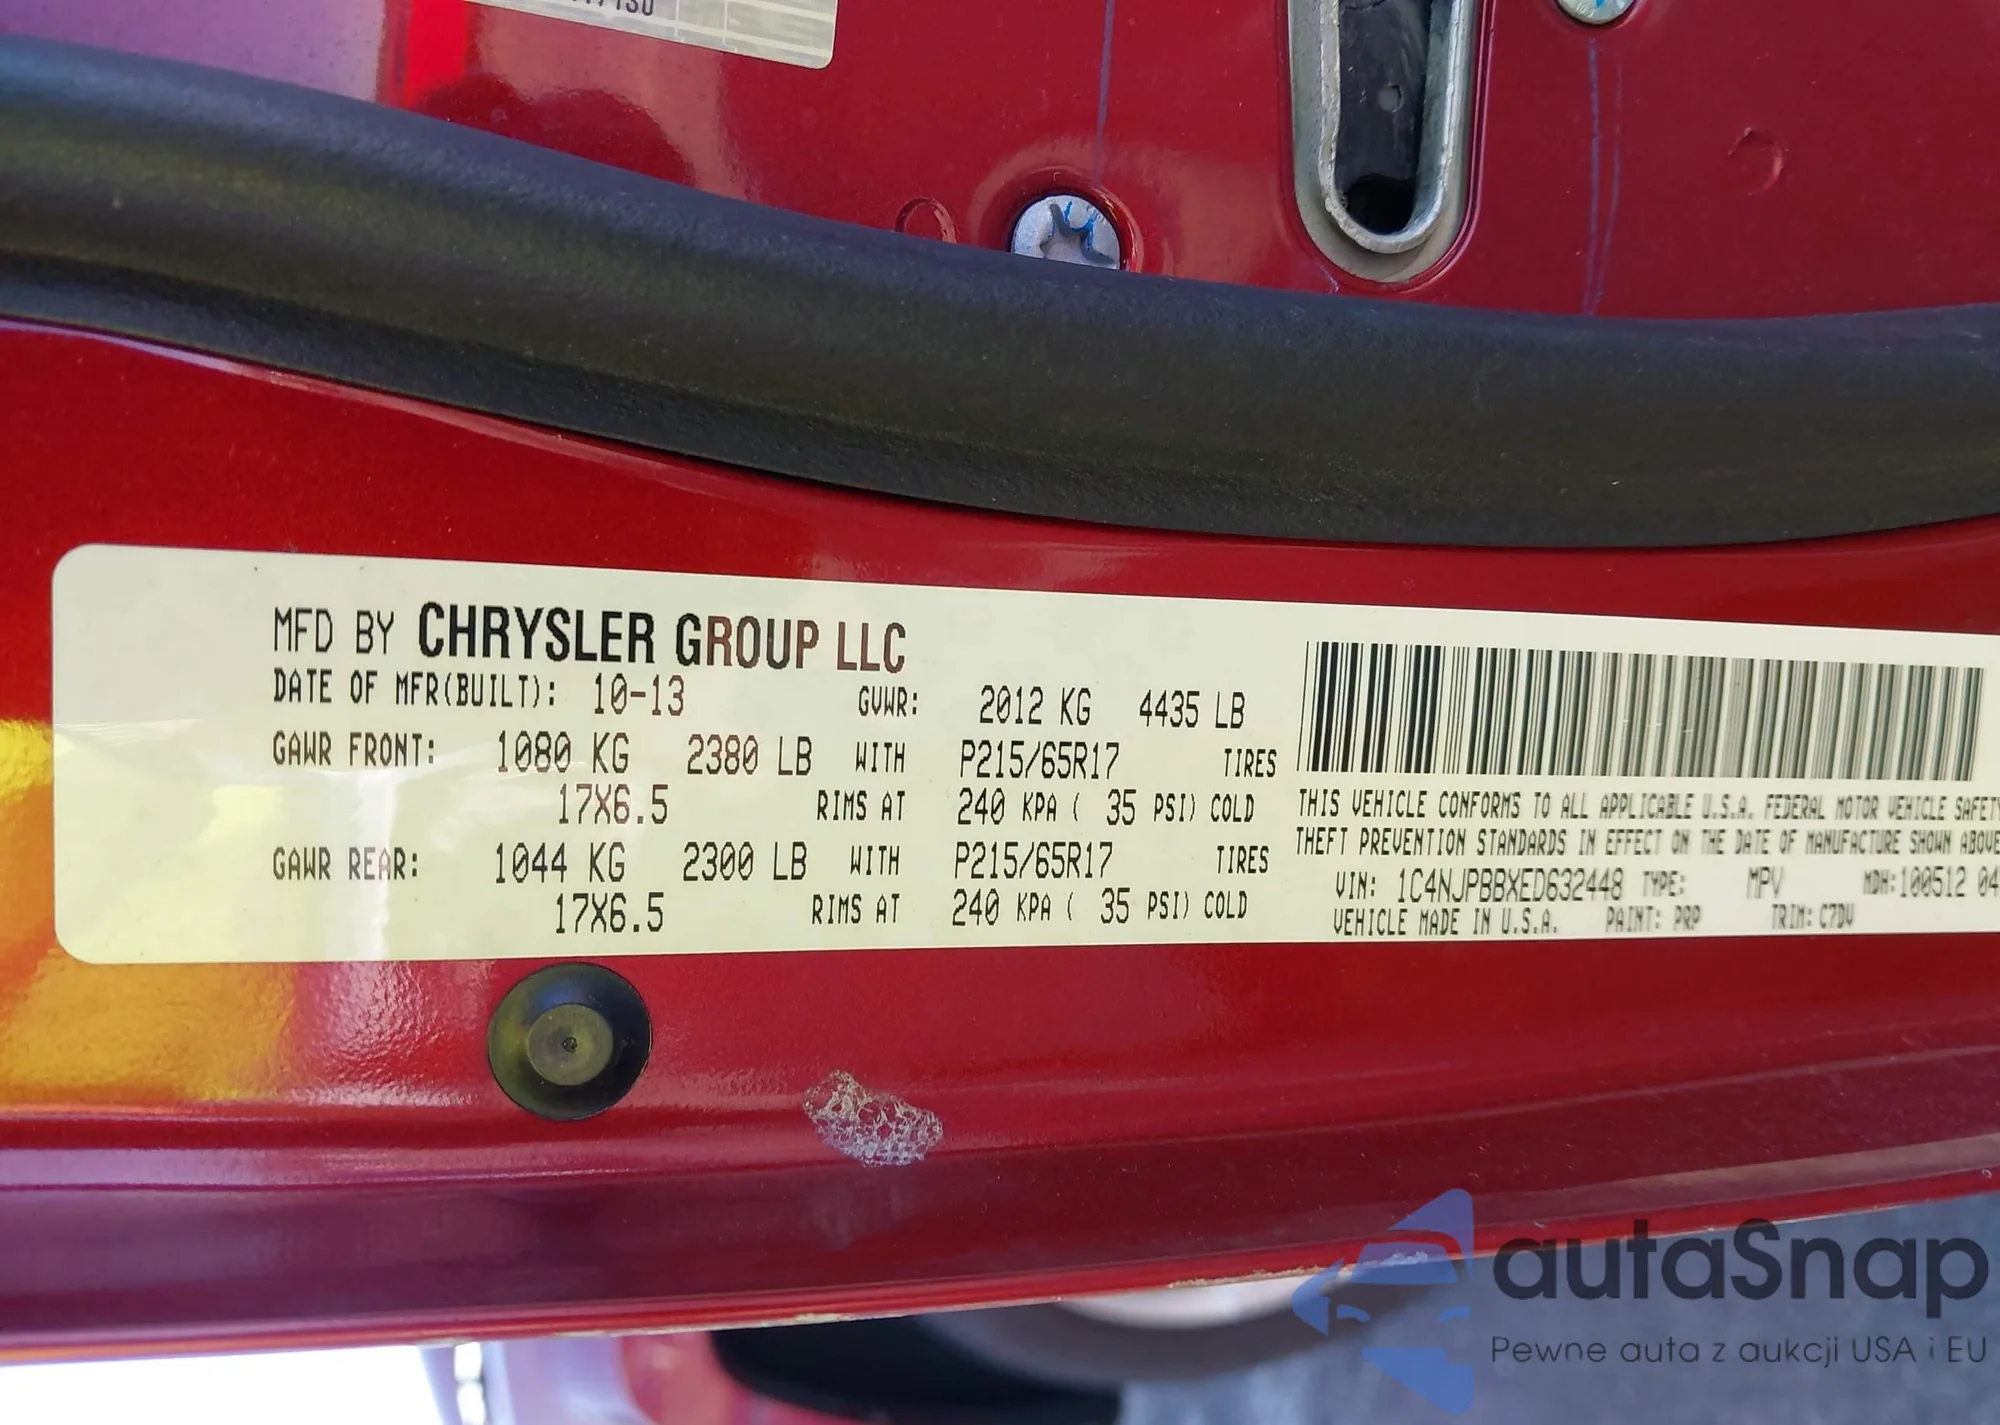 MFD BY CHRYSLER GROUP LLC
DATE OF MFR(BUILT): 10-13 GVWR: 2012 KG 4435 LB
GAWR FRONT: 1080 KG 2380 LB WITH P215/65R17 TIRES
17X6.5 RIMS AT 240 KPA ( 35 PSI) COLD
GAWR REAR: 1044 KG 2300 LB WITH P215/65R17 TIRES
17X6.5 RIMS AT 240 KPA ( 35 PSI) COLD
THIS VEHICLE CONFORMS TO ALL APPLICABLE U.S.A. FEDERAL MOTOR VEHICLE SAFETY
THEFT PREVENTION STANDARDS IN EFFECT ON THE DATE OF MANUFACTURE SHOWN ABOVE
VIN: 1C4NJPBBXED632448 TYPE: MPV MDH:100512 04
VEHICLE MADE IN U.S.A. PAINT: PRP TRIM: C7DV
autaSnap
Pewne auta z aukcji USA i EU